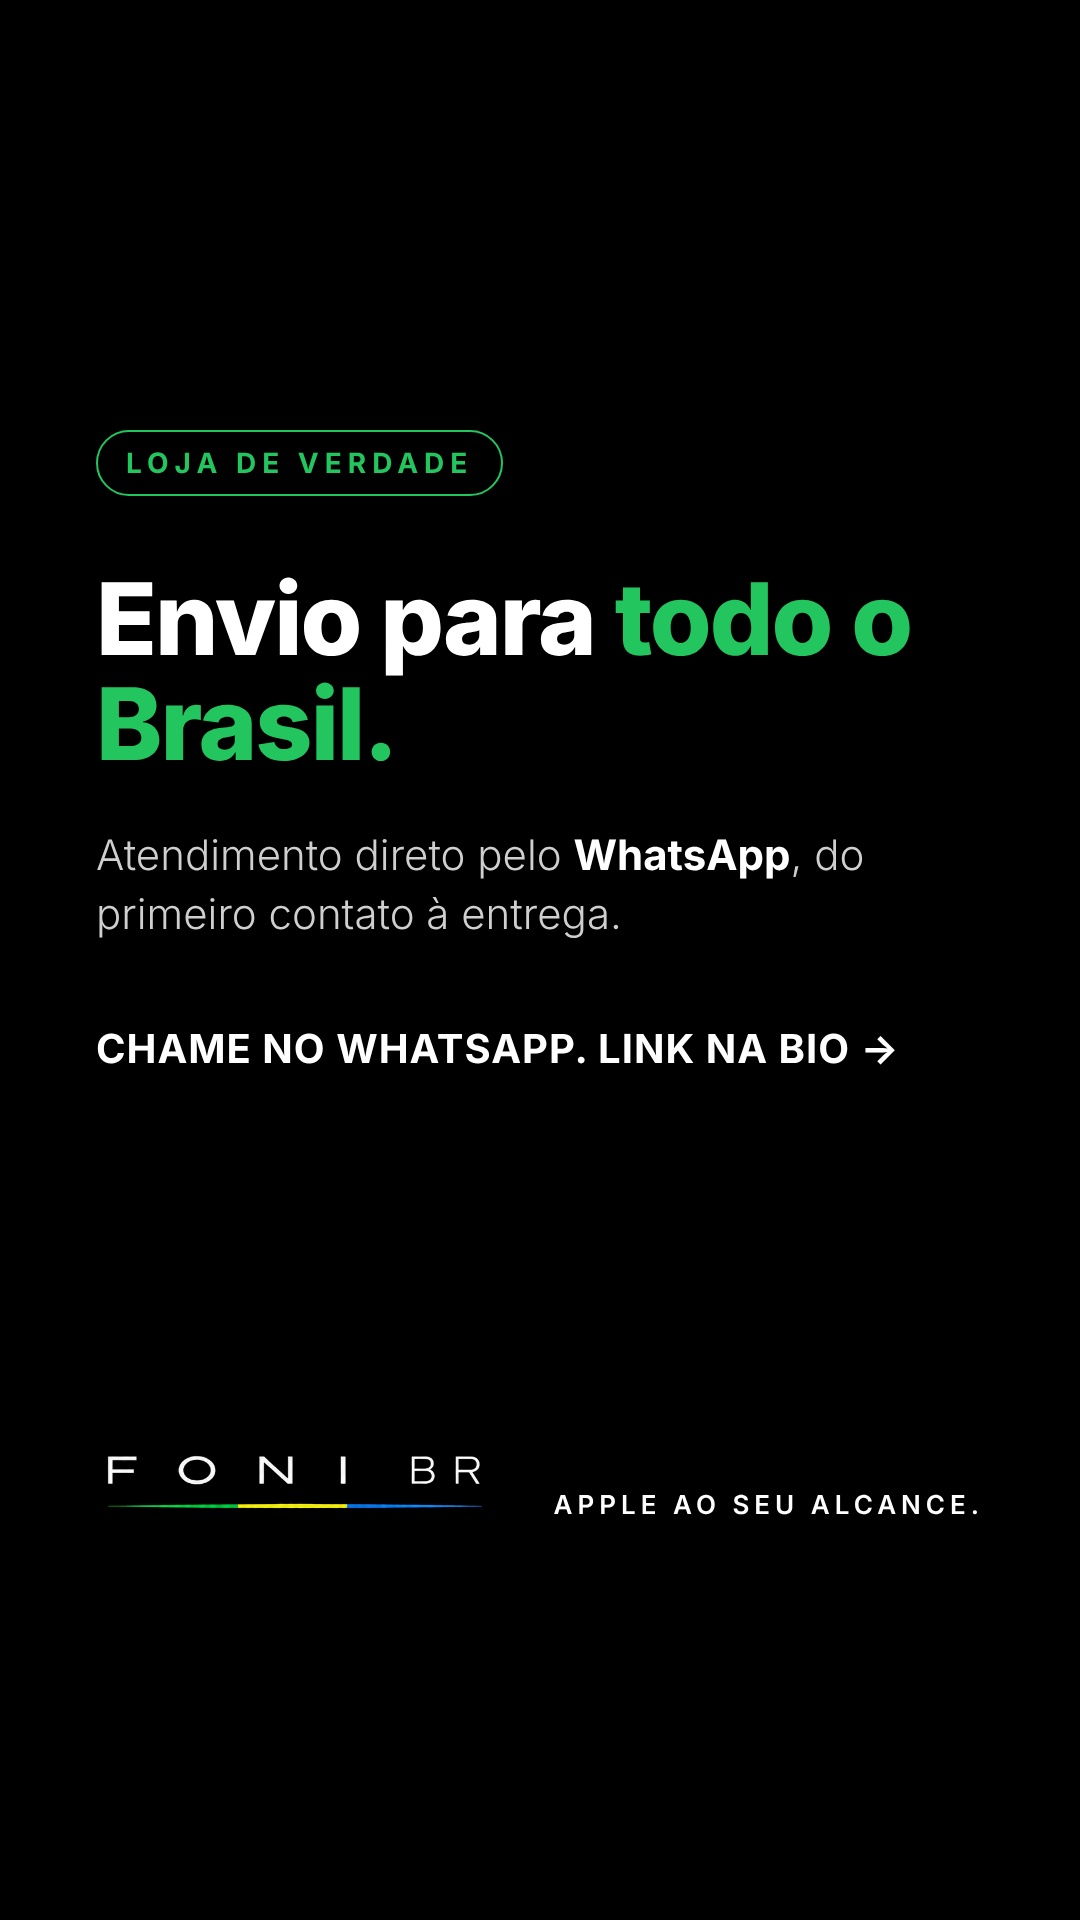 LOJA DE VERDADE
Envio para todo o
Brasil.
Atendimento direto pelo WhatsApp, do
primeiro contato à entrega.
CHAME NO WHATSAPP. LINK NA BIO →
FONI BR
APPLE AO SEU ALCANCE.